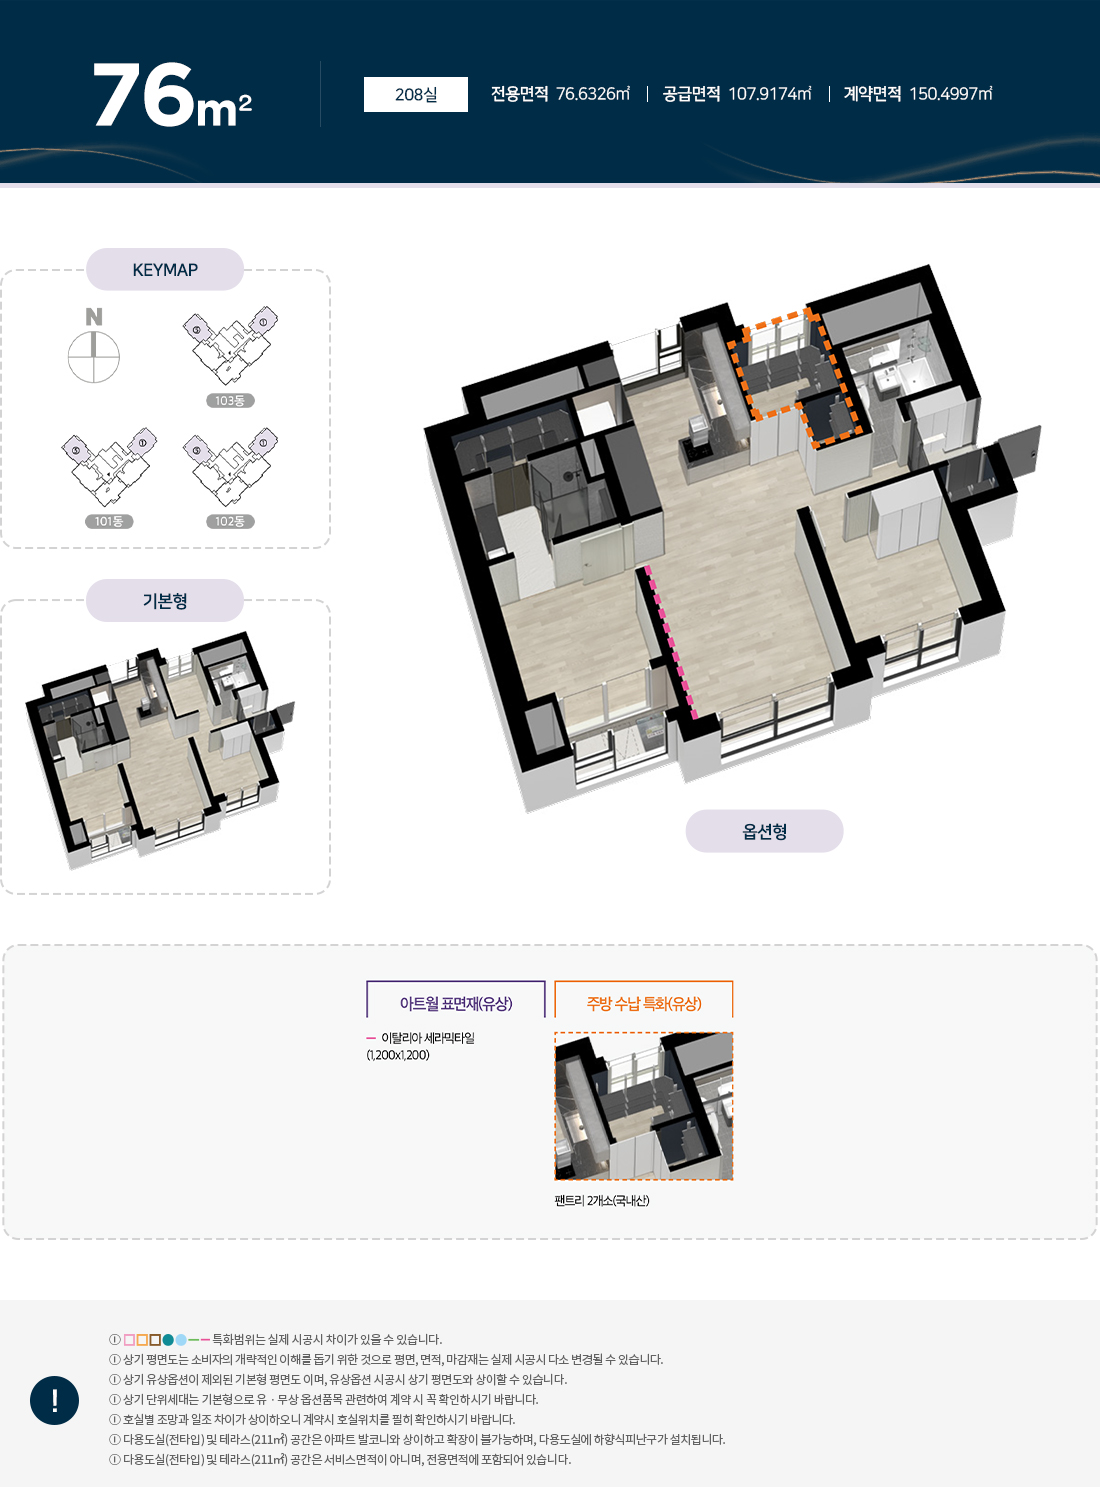 76m²
208실
전용면적 76.6326㎡ | 공급면적 107.9174㎡ | 계약면적 150.4997㎡
KEYMAP
N
⑤ ①
103동
⑤ ①
101동
⑤ ①
102동
기본형
옵션형
아트월 표면재(유상)
이탈리아 세라믹타일
(1,200x1,200)
주방 수납 특화(유상)
팬트리 2개소(국내산)
특화범위는 실제 시공시 차이가 있을 수 있습니다.
상기 평면도는 소비자의 개략적인 이해를 돕기 위한 것으로 평면, 면적, 마감재는 실제 시공시 다소 변경될 수 있습니다.
상기 유상옵션이 제외된 기본형 평면도 이며, 유상옵션 시공시 상기 평면도와 상이할 수 있습니다.
상기 단위세대는 기본형으로 유 · 무상 옵션품목 관련하여 계약 시 꼭 확인하시기 바랍니다.
호실별 조망과 일조 차이가 상이하오니 계약시 호실위치를 필히 확인하시기 바랍니다.
다용도실(전타입) 및 테라스(211㎡) 공간은 아파트 발코니와 상이하고 확장이 불가능하며, 다용도실에 하향식피난구가 설치됩니다.
다용도실(전타입) 및 테라스(211㎡) 공간은 서비스면적이 아니며, 전용면적에 포함되어 있습니다.